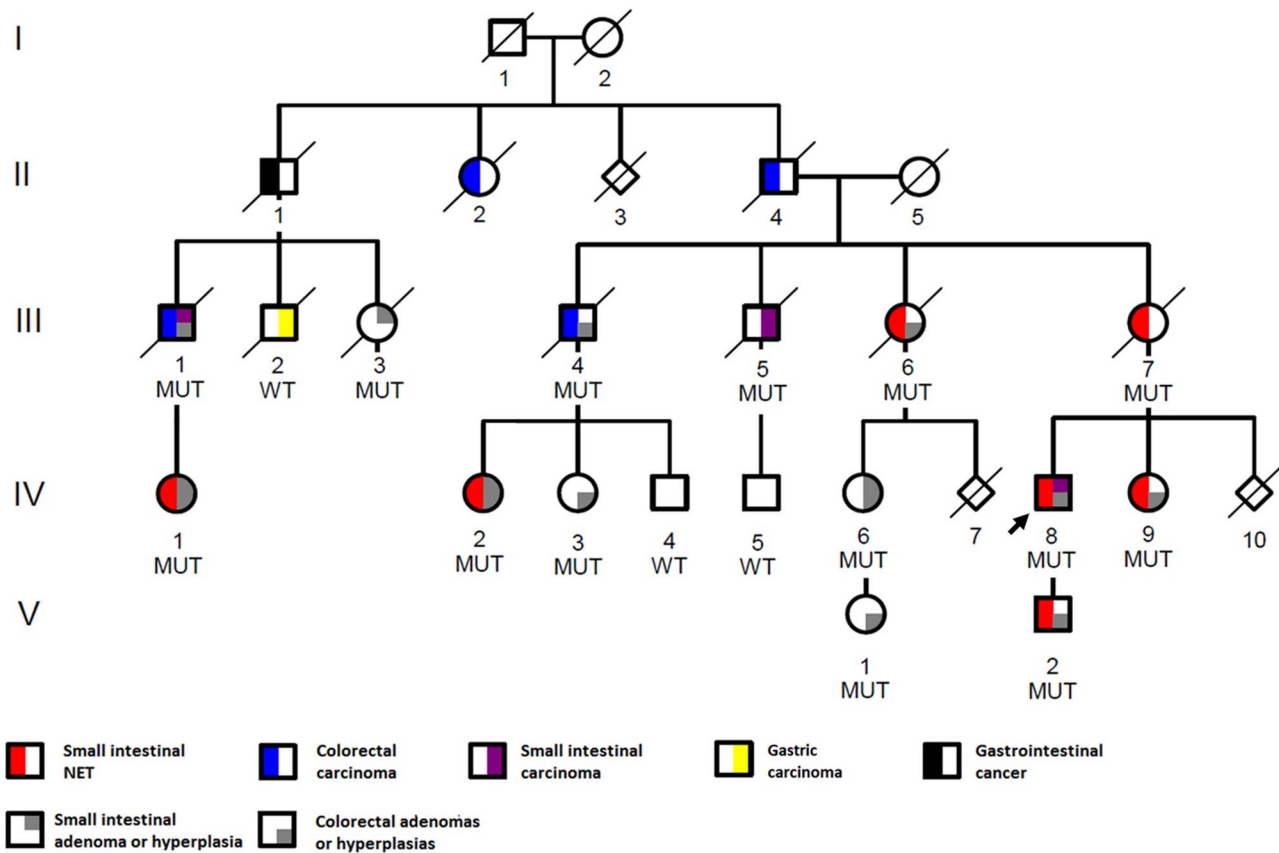 I
1 2
II
1 2 3 4 5
III
1 2 3 4 5 6 7
MUT WT MUT MUT MUT MUT MUT
IV
1 2 3 4 5 6 7 8 9 10
MUT MUT MUT WT WT MUT MUT MUT
V
1 2
MUT MUT
Small intestinal NET
Colorectal carcinoma
Small intestinal carcinoma
Gastric carcinoma
Gastrointestinal cancer
Small intestinal adenoma or hyperplasia
Colorectal adenomas or hyperplasias